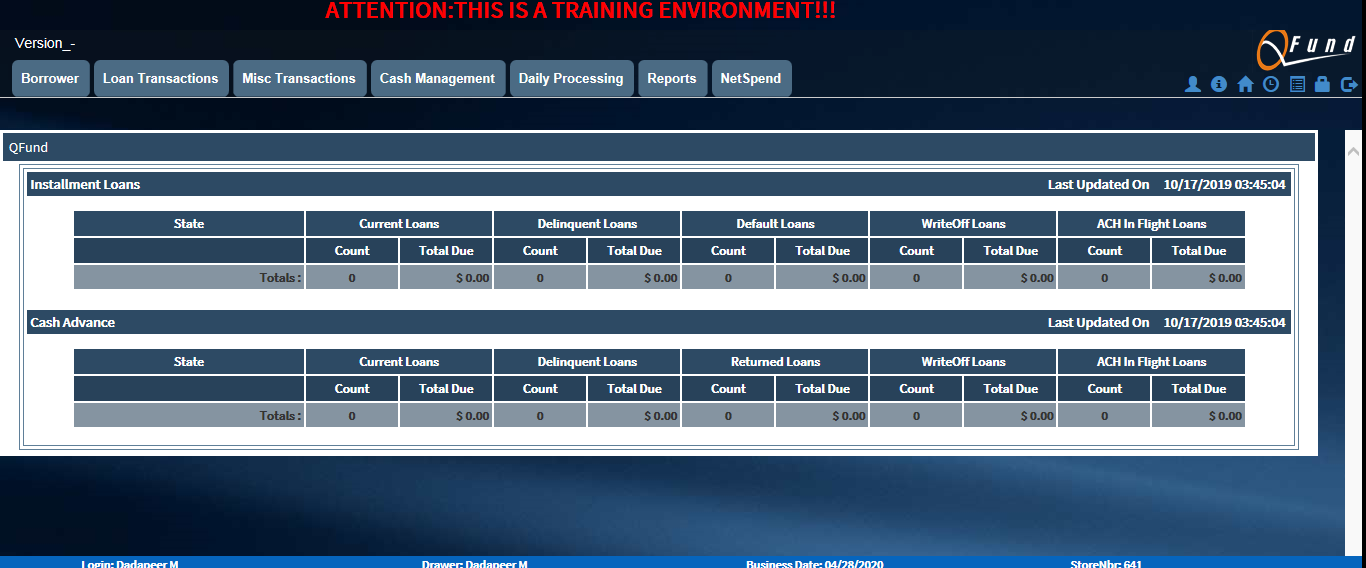 ATTENTION:THIS IS A TRAINING ENVIRONMENT!!!
Version_-
QFund
Borrower Loan Transactions Misc Transactions Cash Management Daily Processing Reports NetSpend
QFund
Installment Loans Last Updated On 10/17/2019 03:45:04
State Current Loans Delinquent Loans Default Loans WriteOff Loans ACH In Flight Loans
Count Total Due Count Total Due Count Total Due Count Total Due Count Total Due
Totals : 0 $ 0.00 0 $ 0.00 0 $ 0.00 0 $ 0.00 0 $ 0.00
Cash Advance Last Updated On 10/17/2019 03:45:04
State Current Loans Delinquent Loans Returned Loans WriteOff Loans ACH In Flight Loans
Count Total Due Count Total Due Count Total Due Count Total Due Count Total Due
Totals : 0 $ 0.00 0 $ 0.00 0 $ 0.00 0 $ 0.00 0 $ 0.00
Login: Dadapeer M Drawer: Dadapeer M Business Date: 04/28/2020 StoreNbr: 641